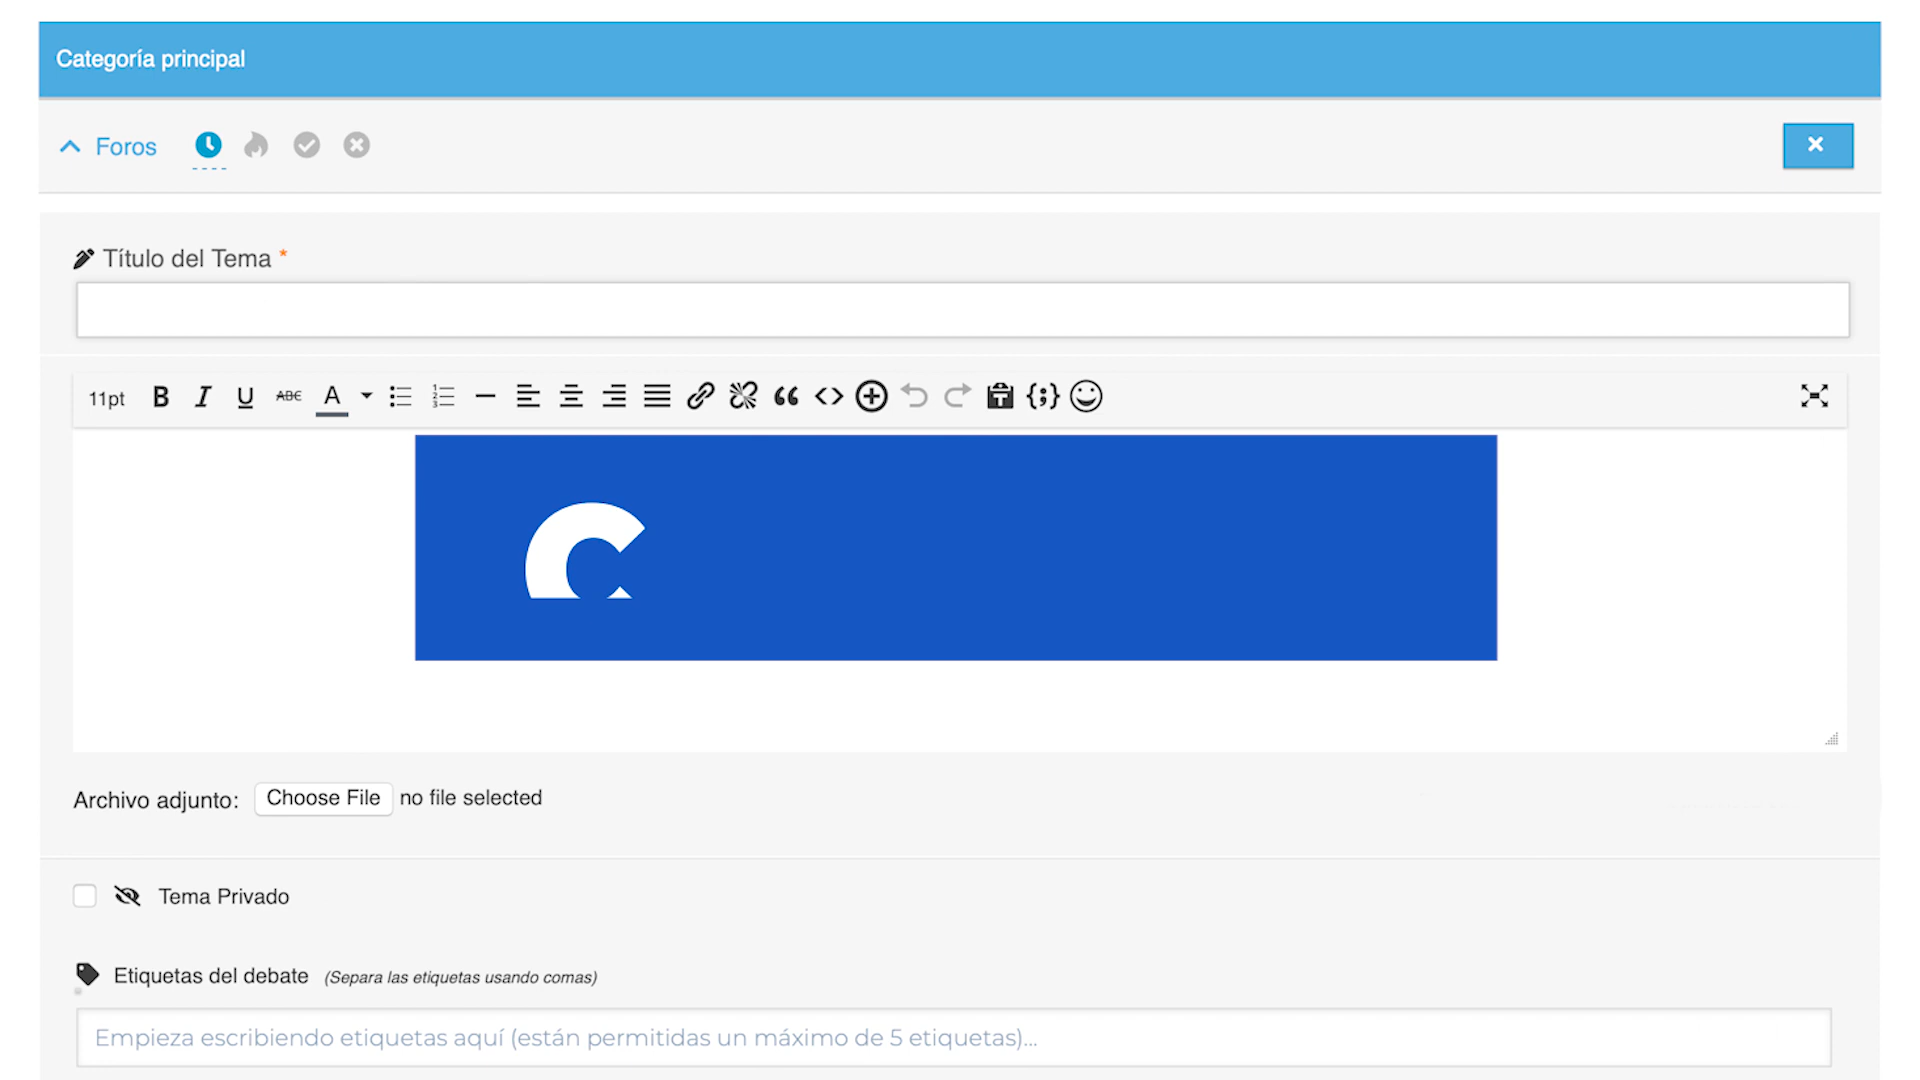 Categoría principal
Foros
Título del Tema *
11pt B I U ABC A
Archivo adjunto: Choose File no file selected
Tema Privado
Etiquetas del debate (Separa las etiquetas usando comas)
Empieza escribiendo etiquetas aquí (están permitidas un máximo de 5 etiquetas)...